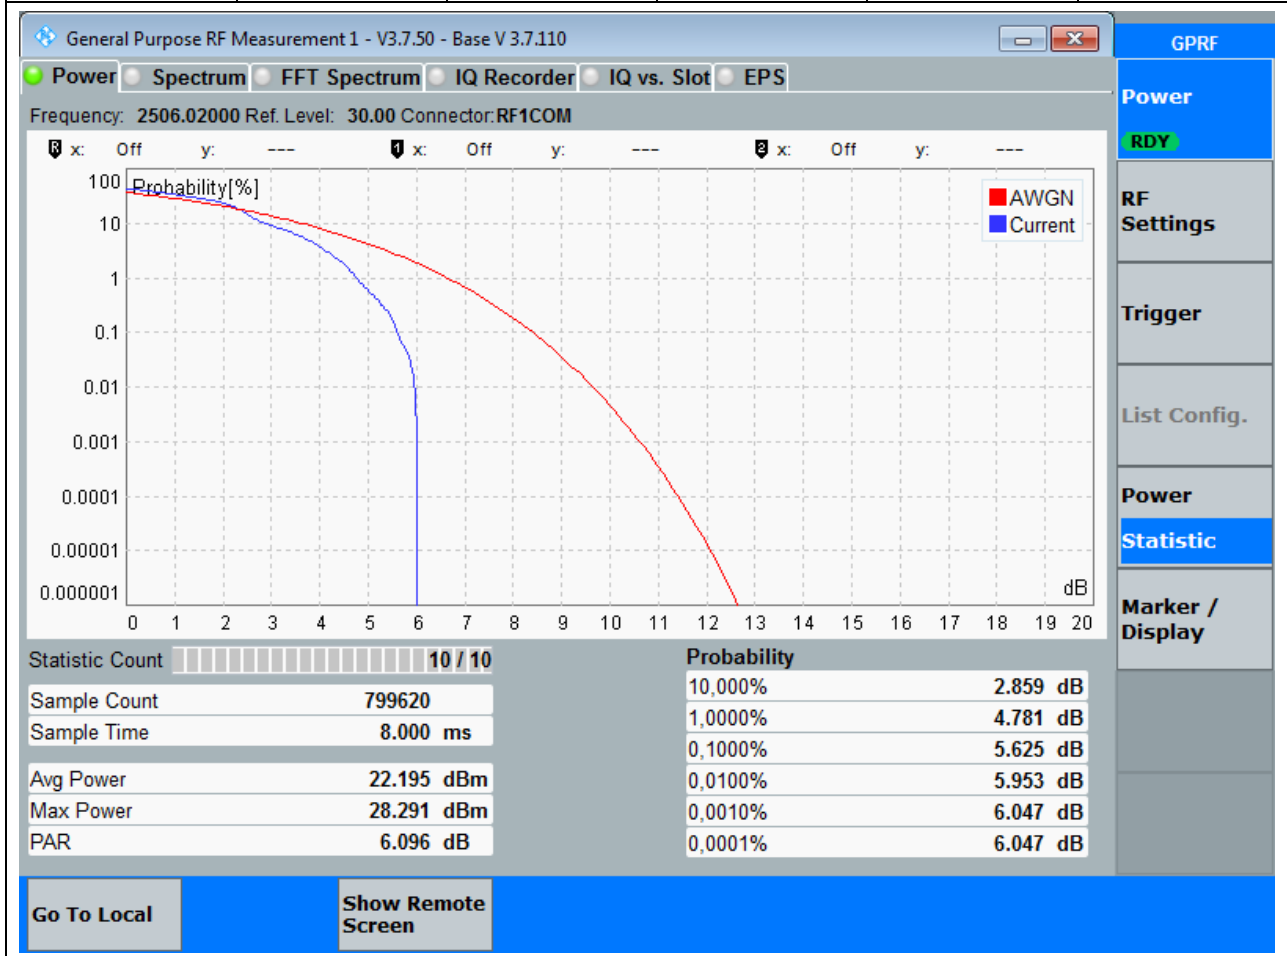 General Purpose RF Measurement 1 - V3.7.50 - Base V 3.7.110
GPRF
Power Spectrum FFT Spectrum IQ Recorder IQ vs. Slot EPS
Frequency: 2506.02000 Ref. Level: 30.00 Connector: RF1COM
R x: Off y: --- 1 x: Off y: --- 2 x: Off y: ---
Probability[%]
100
10
1
0.1
0.01
0.001
0.0001
0.00001
0.000001
AWGN
Current
dB
0 1 2 3 4 5 6 7 8 9 10 11 12 13 14 15 16 17 18 19 20
Statistic Count 10 / 10
Sample Count 799620
Sample Time 8.000 ms
Avg Power 22.195 dBm
Max Power 28.291 dBm
PAR 6.096 dB
Probability
10,000% 2.859 dB
1,0000% 4.781 dB
0,1000% 5.625 dB
0,0100% 5.953 dB
0,0010% 6.047 dB
0,0001% 6.047 dB
Power
RDY
RF
Settings
Trigger
List Config.
Power
Statistic
Marker /
Display
Go To Local
Show Remote
Screen